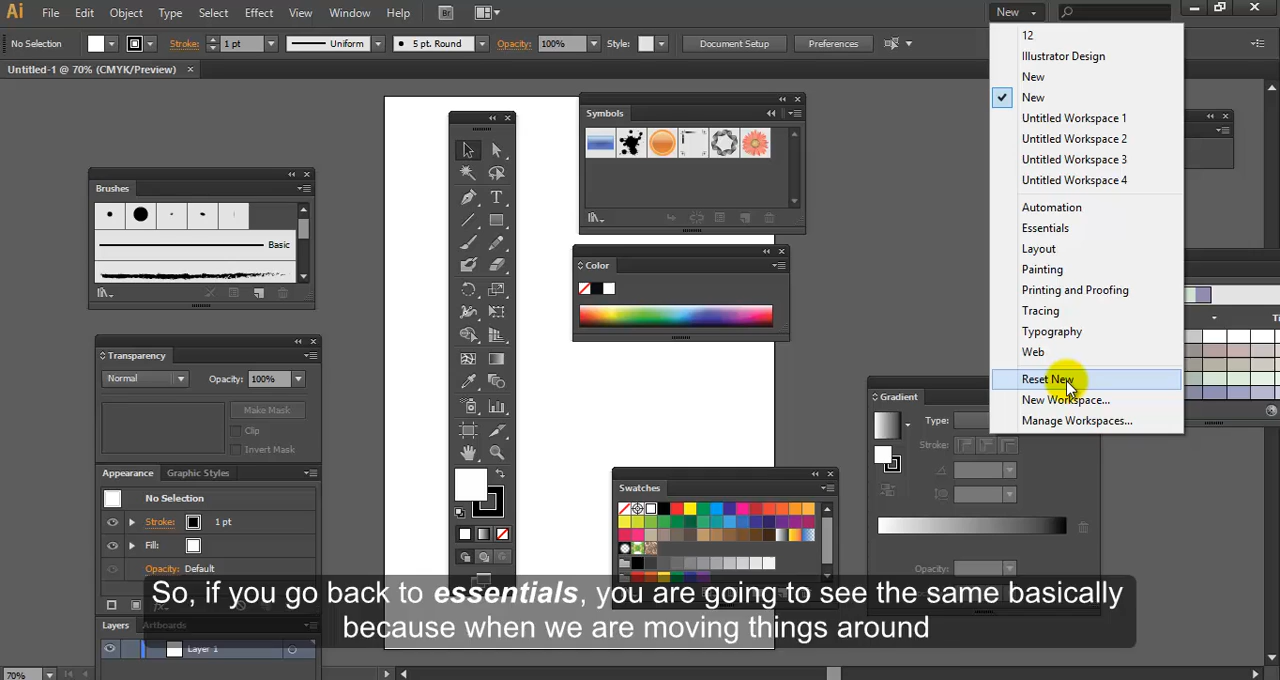 Ai File Edit Object Type Select Effect View Window Help Br New
No Selection Stroke: 1 pt Uniform 5 pt. Round Opacity: 100% Style: Document Setup Preferences
Untitled-1 @ 70% (CMYK/Preview)
12
Illustrator Design
New
New
Untitled Workspace 1
Untitled Workspace 2
Untitled Workspace 3
Untitled Workspace 4
Automation
Essentials
Layout
Painting
Printing and Proofing
Tracing
Typography
Web
Reset New
New Workspace...
Manage Workspaces...
Brushes
Basic
Symbols
Color
Transparency
Normal Opacity: 100%
Make Mask
Clip
Invert Mask
Appearance Graphic Styles
No Selection
Stroke: 1 pt
Fill:
Opacity: Default
Layers Artboards
Layer 1
Swatches
Gradient
Type:
Stroke:
Opacity:
So, if you go back to essentials, you are going to see the same basically
because when we are moving things around
70%